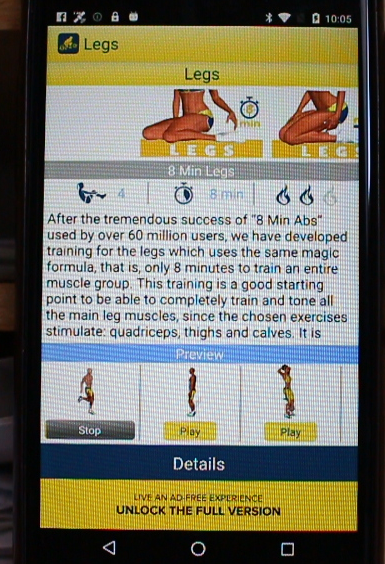 10:05
Legs
Legs
min
LEGS
LEGS
8 Min Legs
4
8 min
After the tremendous success of "8 Min Abs"
used by over 60 million users, we have developed
training for the legs which uses the same magic
formula, that is, only 8 minutes to train an entire
muscle group. This training is a good starting
point to be able to completely train and tone all
the main leg muscles, since the chosen exercises
stimulate: quadriceps, thighs and calves. It is
Preview
Stop
Play
Play
Details
LIVE AN AD-FREE EXPERIENCE
UNLOCK THE FULL VERSION